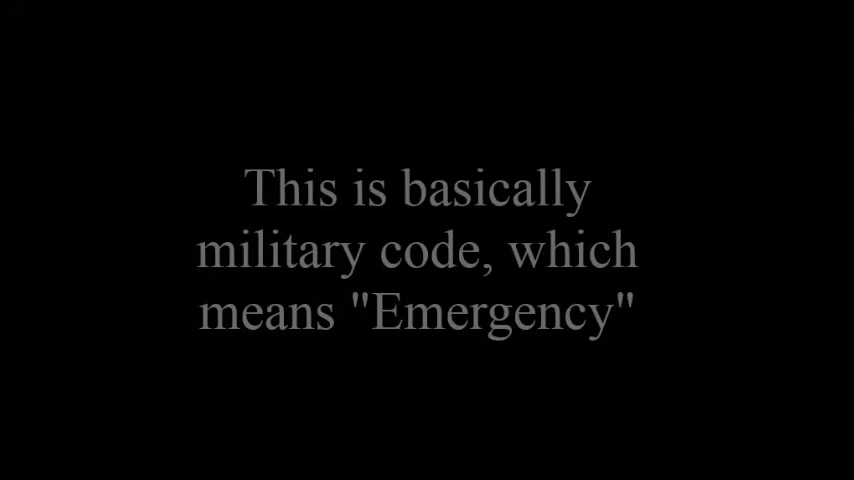 This is basically
military code, which
means "Emergency"